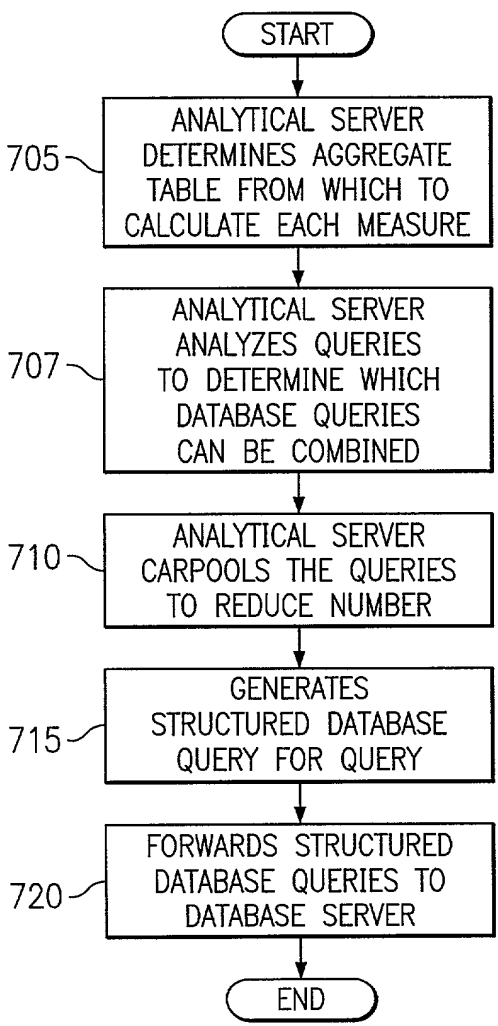 START
705
ANALYTICAL SERVER
DETERMINES AGGREGATE
TABLE FROM WHICH TO
CALCULATE EACH MEASURE
707
ANALYTICAL SERVER
ANALYZES QUERIES
TO DETERMINE WHICH
DATABASE QUERIES
CAN BE COMBINED
710
ANALYTICAL SERVER
CARPOOLS THE QUERIES
TO REDUCE NUMBER
715
GENERATES
STRUCTURED DATABASE
QUERY FOR QUERY
720
FORWARDS STRUCTURED
DATABASE QUERIES TO
DATABASE SERVER
END